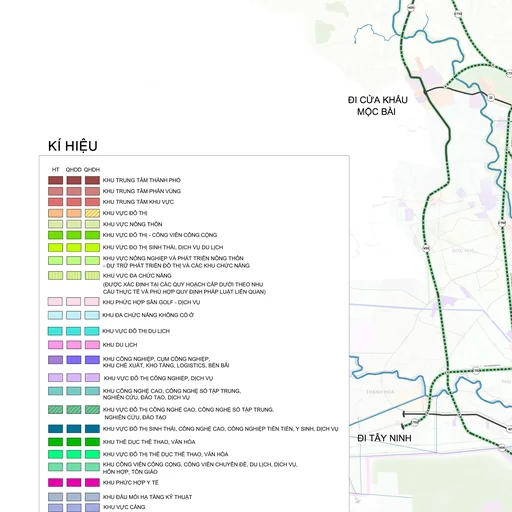 ĐI CỬA KHẨU
MỘC BÀI
KÍ HIỆU
HT QHDD QHDH
KHU TRUNG TÂM THÀNH PHỐ
KHU TRUNG TÂM PHÂN VÙNG
KHU TRUNG TÂM KHU VỰC
KHU VỰC ĐÔ THỊ
KHU VỰC NÔNG THÔN
KHU VỰC ĐÔ THỊ - CÔNG VIÊN CÔNG CỘNG
KHU VỰC ĐÔ THỊ SINH THÁI, DỊCH VỤ DU LỊCH
KHU VỰC NÔNG NGHIỆP VÀ PHÁT TRIỂN NÔNG THÔN
- DỰ TRỮ PHÁT TRIỂN ĐÔ THỊ VÀ CÁC KHU CHỨC NĂNG
KHU VỰC ĐA CHỨC NĂNG
(ĐƯỢC XÁC ĐỊNH TẠI CÁC QUY HOẠCH CẤP DƯỚI THEO NHU
CẦU THỰC TẾ VÀ PHÙ HỢP QUY ĐỊNH PHÁP LUẬT LIÊN QUAN)
KHU PHỨC HỢP SÂN GOLF - DỊCH VỤ
KHU ĐA CHỨC NĂNG KHÔNG CÓ Ở
KHU VỰC ĐÔ THỊ DU LỊCH
KHU DU LỊCH
KHU CÔNG NGHIỆP, CỤM CÔNG NGHIỆP,
KHU CHẾ XUẤT, KHO TÀNG, LOGISTICS, BẾN BÃI
KHU VỰC ĐÔ THỊ CÔNG NGHIỆP, DỊCH VỤ
KHU CÔNG NGHỆ CAO, CÔNG NGHỆ SỐ TẬP TRUNG,
NGHIÊN CỨU, ĐÀO TẠO, DỊCH VỤ
KHU VỰC ĐÔ THỊ CÔNG NGHỆ CAO, CÔNG NGHỆ SỐ TẬP TRUNG,
NGHIÊN CỨU, ĐÀO TẠO
KHU VỰC ĐÔ THỊ SINH THÁI, CÔNG NGHỆ CAO, CÔNG NGHIỆP TIÊN TIẾN, Y SINH, DỊCH VỤ
KHU THỂ DỤC THỂ THAO, VĂN HÓA
KHU VỰC ĐÔ THỊ THỂ DỤC THỂ THAO, VĂN HÓA
KHU CÔNG VIÊN CÔNG CỘNG, CÔNG VIÊN CHUYÊN ĐỀ, DU LỊCH, DỊCH VỤ,
HỖN HỢP, TÔN GIÁO
KHU PHỨC HỢP Y TẾ
KHU ĐẦU MỐI HẠ TẦNG KỸ THUẬT
KHU VỰC CẢNG
ĐI TÂY NINH